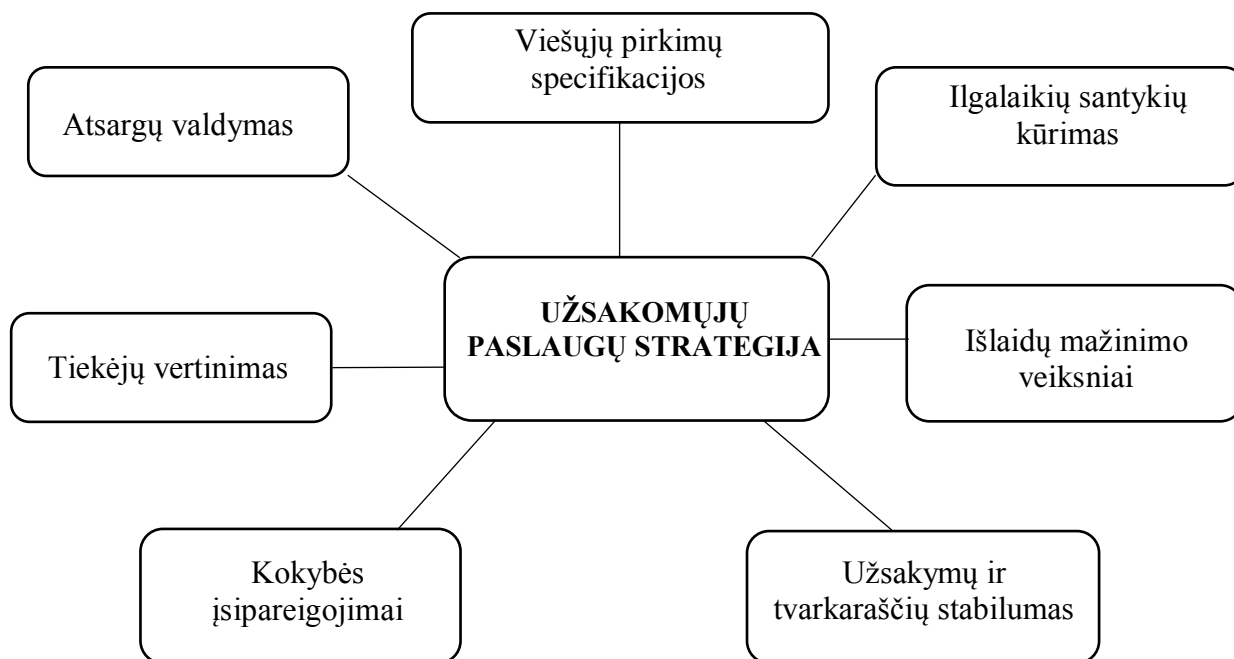 Viešųjų pirkimų
specifikacijos
Atsargų valdymas
Ilgalaikių santykių
kūrimas
UŽSAKOMŲJŲ
PASLAUGŲ STRATEGIJA
Tiekėjų vertinimas
Išlaidų mažinimo
veiksniai
Kokybės
įsipareigojimai
Užsakymų ir
tvarkaraščių stabilumas